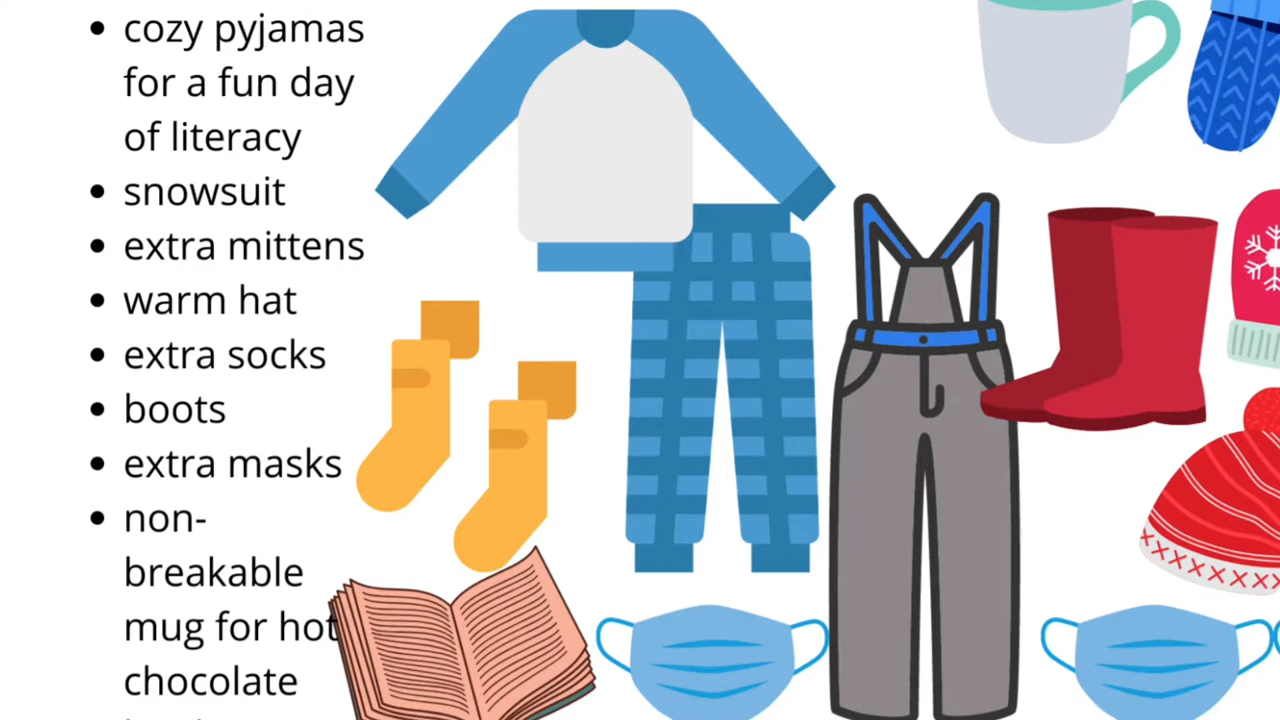 • cozy pyjamas
for a fun day
of literacy
• snowsuit
• extra mittens
• warm hat
• extra socks
• boots
• extra masks
• non-
breakable
mug for hot
chocolate